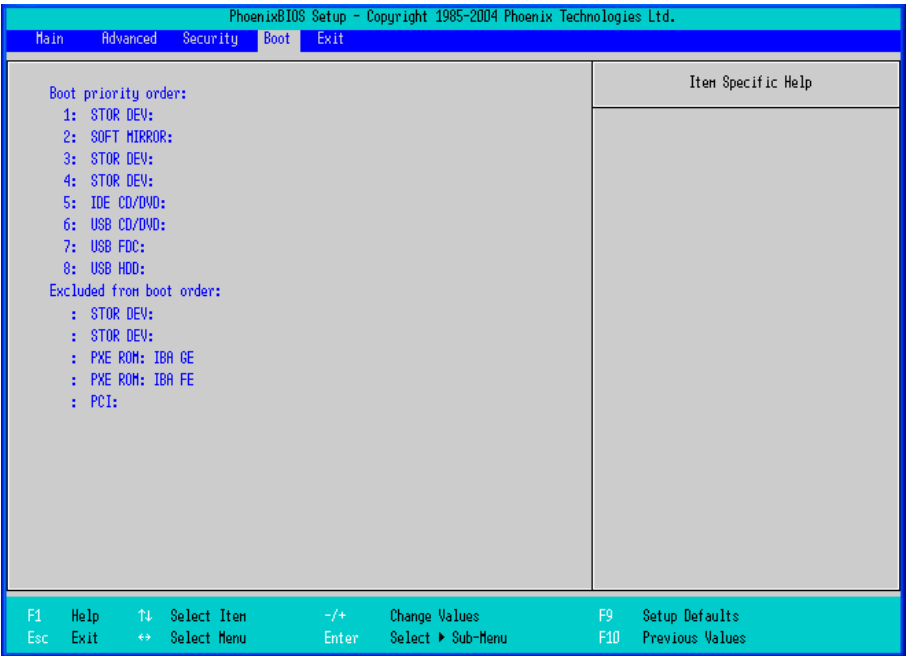 PhoenixBIOS Setup - Copyright 1985-2004 Phoenix Technologies Ltd.
Main Advanced Security Boot Exit
Item Specific Help
Boot priority order:
1: STOR DEV:
2: SOFT MIRROR:
3: STOR DEV:
4: STOR DEV:
5: IDE CD/DVD:
6: USB CD/DVD:
7: USB FDC:
8: USB HDD:
Excluded from boot order:
: STOR DEV:
: STOR DEV:
: PXE ROM: IBA GE
: PXE ROM: IBA FE
: PCI:
F1 Help ↑↓ Select Item -/+ Change Values F9 Setup Defaults
Esc Exit ↔ Select Menu Enter Select ▶ Sub-Menu F10 Previous Values